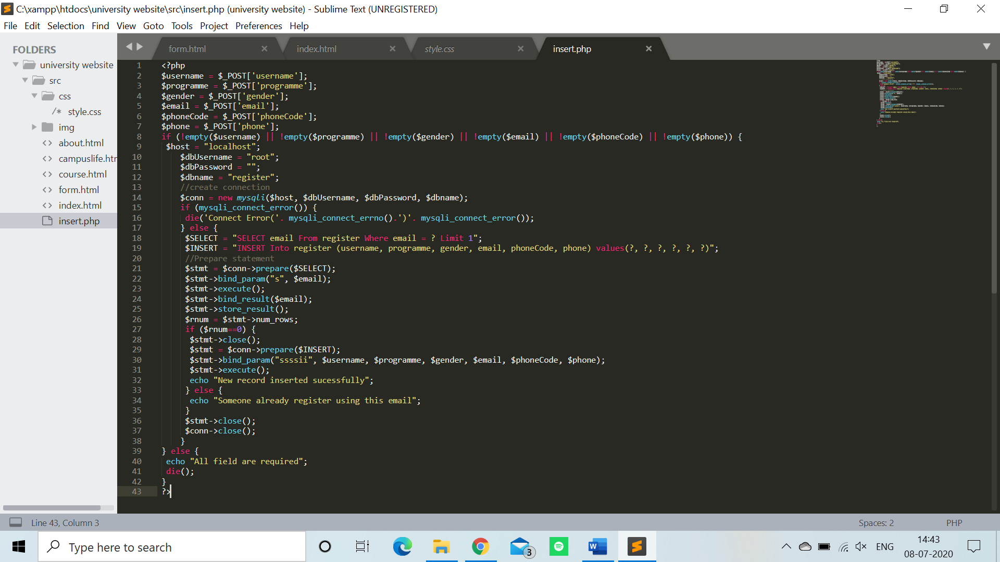 C:\xampp\htdocs\university website\src\insert.php (university website) - Sublime Text (UNREGISTERED)
File Edit Selection Find View Goto Tools Project Preferences Help
FOLDERS
university website
src
css
/* style.css
img
<> about.html
<> campuslife.htr
<> course.html
<> form.html
<> index.html
insert.php
form.html index.html style.css insert.php
1 <?php
2 $username = $_POST['username'];
3 $programme = $_POST['programme'];
4 $gender = $_POST['gender'];
5 $email = $_POST['email'];
6 $phoneCode = $_POST['phoneCode'];
7 $phone = $_POST['phone'];
8 if (!empty($username) || !empty($programme) || !empty($gender) || !empty($email) || !empty($phoneCode) || !empty($phone)) {
9 $host = "localhost";
10 $dbUsername = "root";
11 $dbPassword = "";
12 $dbname = "register";
13 //create connection
14 $conn = new mysqli($host, $dbUsername, $dbPassword, $dbname);
15 if (mysqli_connect_error()) {
16 die('Connect Error('. mysqli_connect_errno().')'. mysqli_connect_error());
17 } else {
18 $SELECT = "SELECT email From register Where email = ? Limit 1";
19 $INSERT = "INSERT Into register (username, programme, gender, email, phoneCode, phone) values(?, ?, ?, ?, ?, ?)";
20 //Prepare statement
21 $stmt = $conn->prepare($SELECT);
22 $stmt->bind_param("s", $email);
23 $stmt->execute();
24 $stmt->bind_result($email);
25 $stmt->store_result();
26 $rnum = $stmt->num_rows;
27 if ($rnum==0) {
28 $stmt->close();
29 $stmt = $conn->prepare($INSERT);
30 $stmt->bind_param("ssssii", $username, $programme, $gender, $email, $phoneCode, $phone);
31 $stmt->execute();
32 echo "New record inserted sucessfully";
33 } else {
34 echo "Someone already register using this email";
35 }
36 $stmt->close();
37 $conn->close();
38 }
39 } else {
40 echo "All field are required";
41 die();
42 }
43 ?>
Line 43, Column 3
Spaces: 2
PHP
Type here to search
3
W
ENG
14:43
08-07-2020